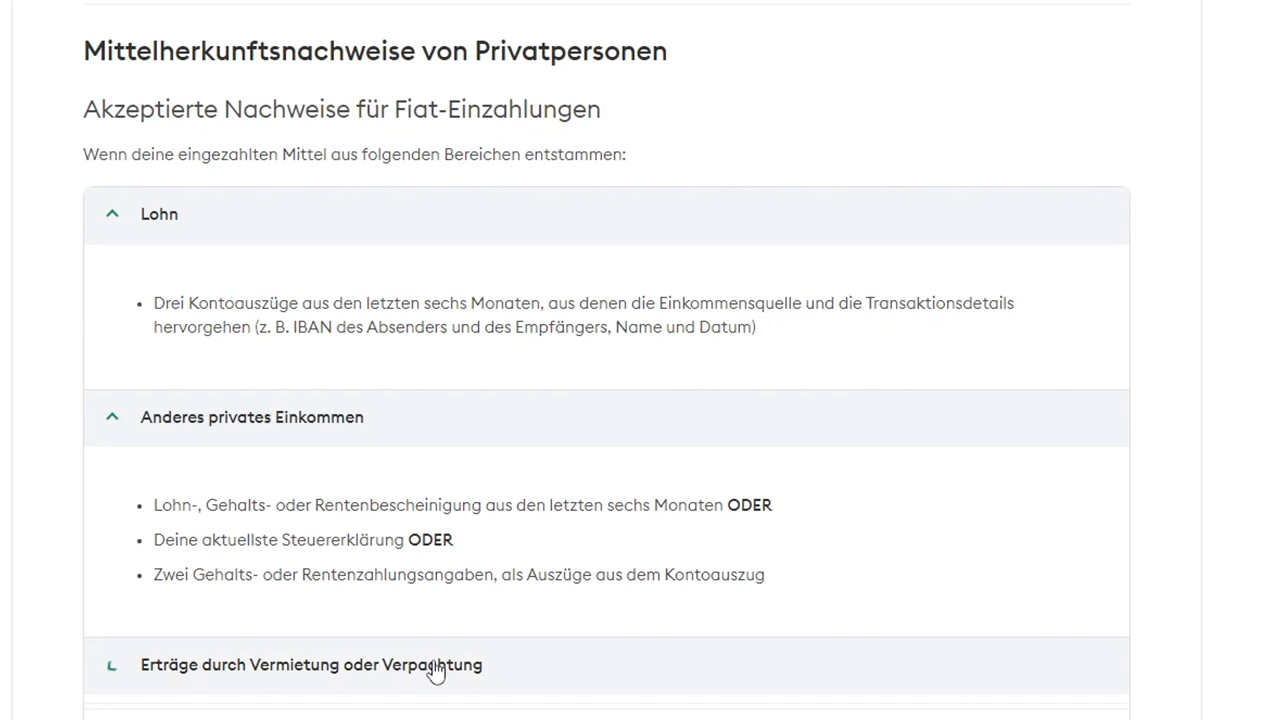 Mittelherkunftsnachweise von Privatpersonen
Akzeptierte Nachweise für Fiat-Einzahlungen
Wenn deine eingezahlten Mittel aus folgenden Bereichen entstammen:
Lohn
• Drei Kontoauszüge aus den letzten sechs Monaten, aus denen die Einkommensquelle und die Transaktionsdetails
hervorgehen (z. B. IBAN des Absenders und des Empfängers, Name und Datum)
Anderes privates Einkommen
• Lohn-, Gehalts- oder Rentenbescheinigung aus den letzten sechs Monaten ODER
• Deine aktuellste Steuererklärung ODER
• Zwei Gehalts- oder Rentenzahlungsangaben, als Auszüge aus dem Kontoauszug
Erträge durch Vermietung oder Verpachtung